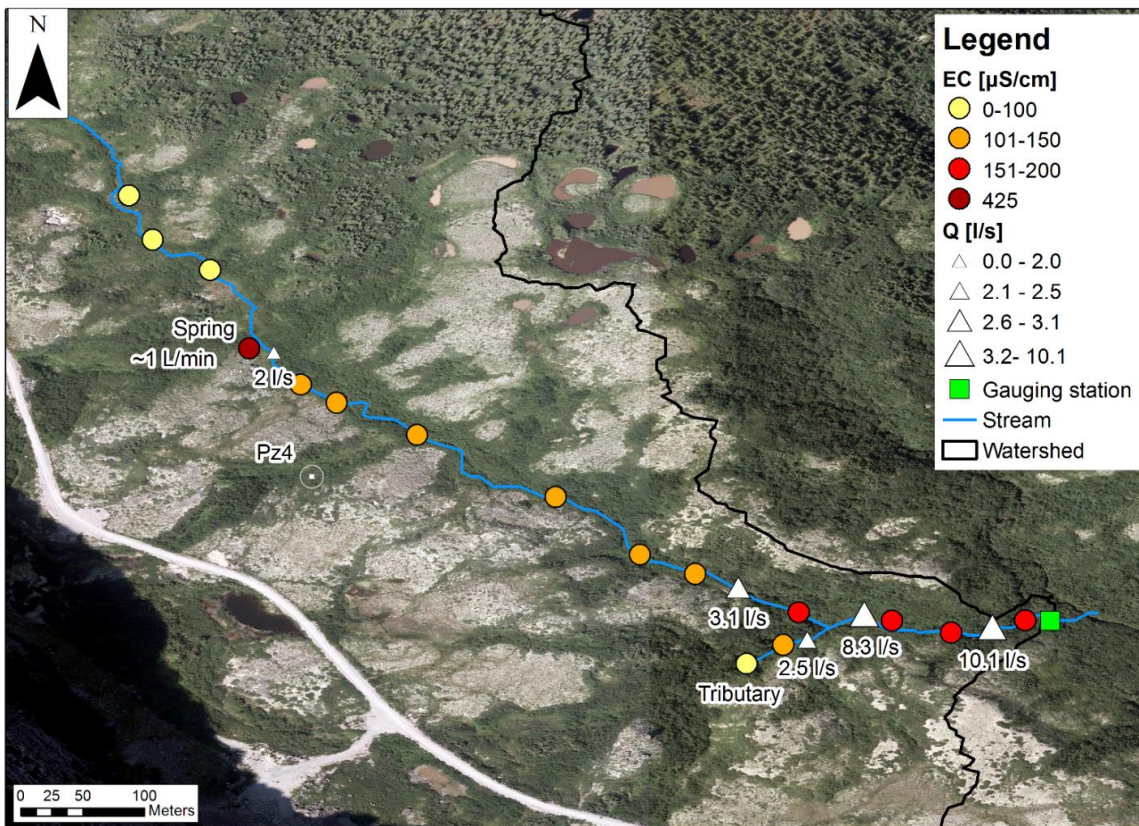 N
Legend
EC [µS/cm]
0-100
101-150
151-200
425
Q [l/s]
0.0 - 2.0
2.1 - 2.5
2.6 - 3.1
3.2- 10.1
Gauging station
Stream
Watershed
Spring
~1 L/min
2 l/s
Pz4
3.1 l/s
8.3 l/s
2.5 l/s
10.1 l/s
Tributary
0 25 50 100
Meters